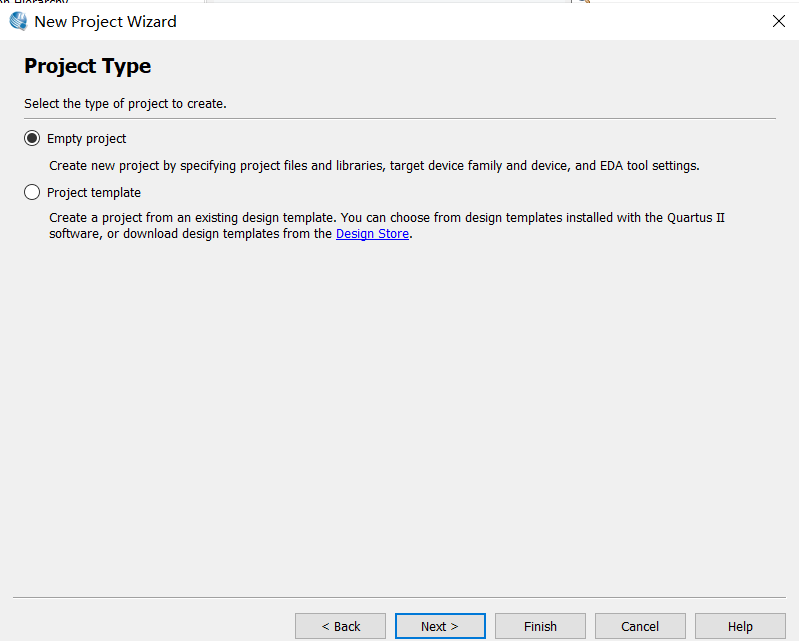 New Project Wizard
Project Type
Select the type of project to create.
Empty project
Create new project by specifying project files and libraries, target device family and device, and EDA tool settings.
Project template
Create a project from an existing design template. You can choose from design templates installed with the Quartus II
software, or download design templates from the Design Store.
< Back
Next >
Finish
Cancel
Help